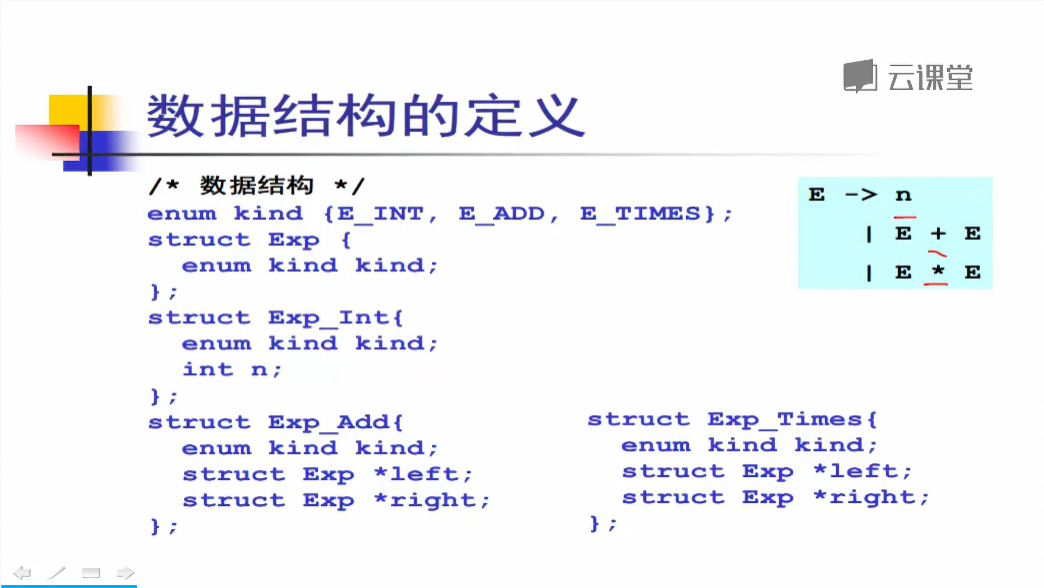 云课堂
数据结构的定义
/* 数据结构 */
enum kind {E_INT, E_ADD, E_TIMES};
struct Exp {
  enum kind kind;
};
struct Exp_Int{
  enum kind kind;
  int n;
};
struct Exp_Add{
  enum kind kind;
  struct Exp *left;
  struct Exp *right;
};
struct Exp_Times{
  enum kind kind;
  struct Exp *left;
  struct Exp *right;
};
E -> n
| E + E
| E * E